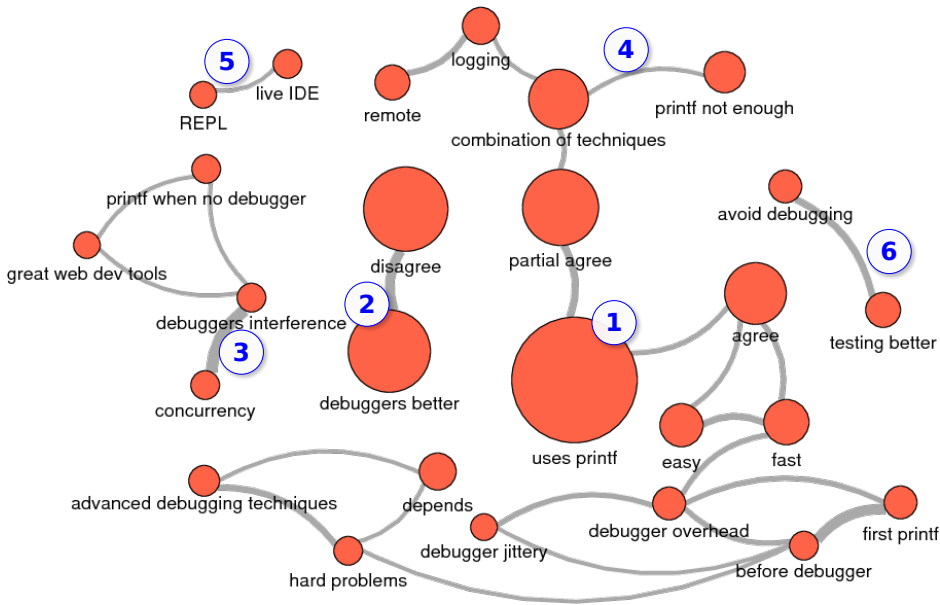 4
logging
5
live IDE
remote
printf not enough
REPL
combination of techniques
printf when no debugger
avoid debugging
6
partial agree
disagree
great web dev tools
2
1
debuggers interference
agree
testing better
3
debuggers better
concurrency
uses printf
easy
fast
advanced debugging techniques
depends
debugger overhead
first printf
debugger jittery
before debugger
hard problems